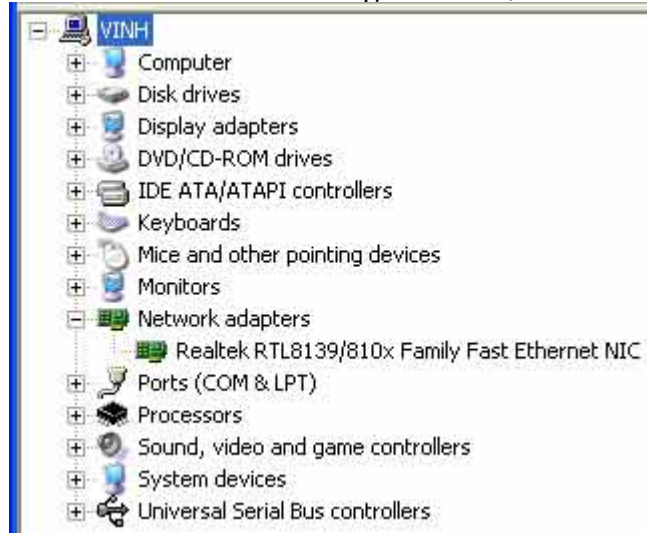 VINH
Computer
Disk drives
Display adapters
DVD/CD-ROM drives
IDE ATA/ATAPI controllers
Keyboards
Mice and other pointing devices
Monitors
Network adapters
Realtek RTL8139/810x Family Fast Ethernet NIC
Ports (COM & LPT)
Processors
Sound, video and game controllers
System devices
Universal Serial Bus controllers